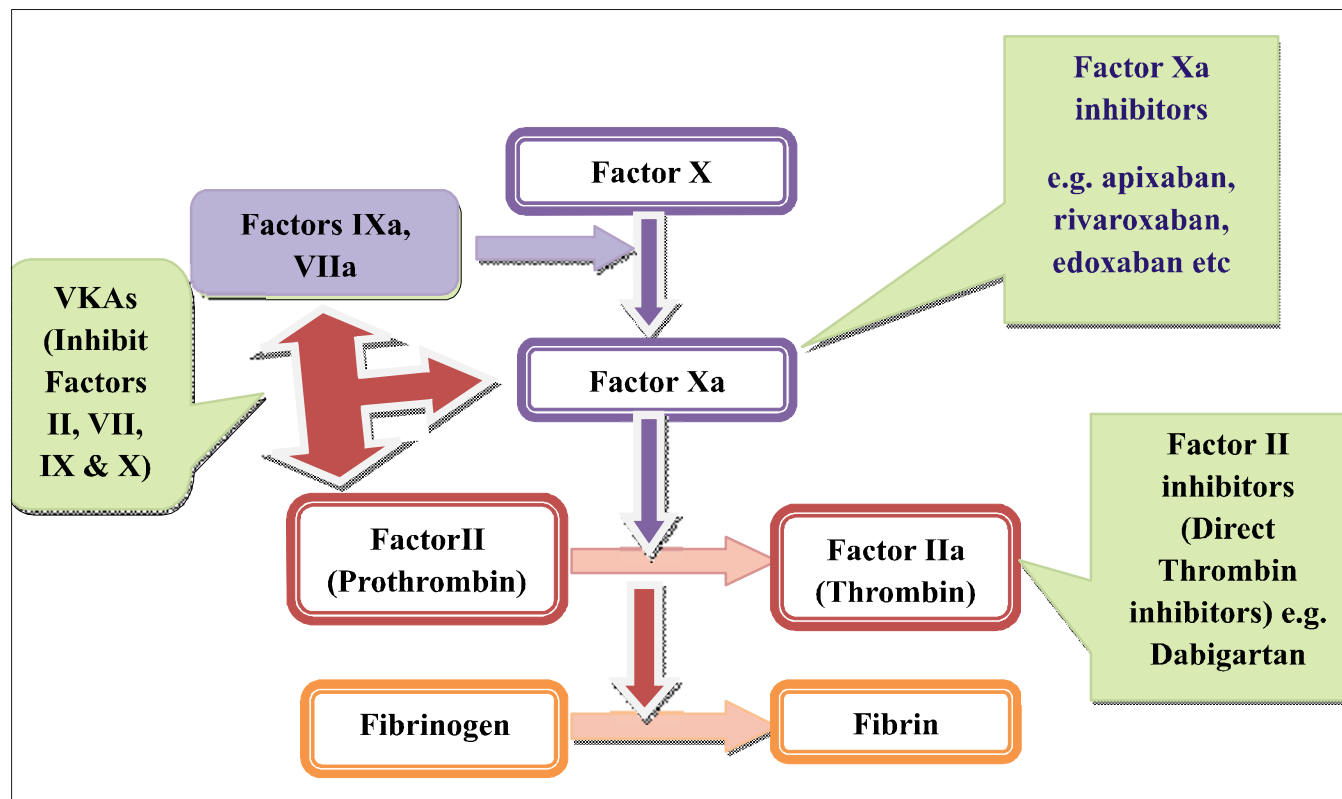 Factor Xa
inhibitors
e.g. apixaban,
rivaroxaban,
edoxaban etc
Factor X
Factors IXa,
VIIa
VKAs
(Inhibit
Factors
II, VII,
IX & X)
Factor Xa
Factor II
inhibitors
(Direct
Thrombin
inhibitors) e.g.
Dabigartan
FactorII
(Prothrombin)
Factor IIa
(Thrombin)
Fibrinogen
Fibrin